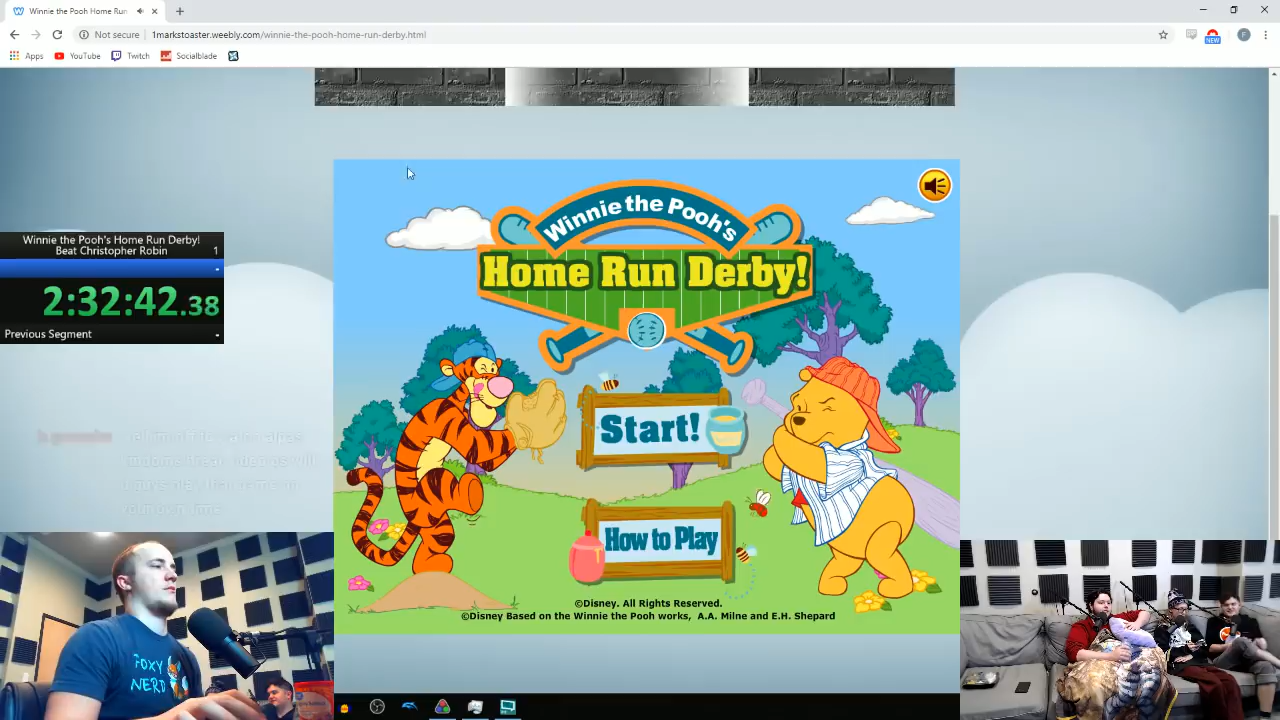 Winnie the Pooh Home Run
Not secure | 1markstoaster.weebly.com/winnie-the-pooh-home-run-derby.html
NEW
F
Apps YouTube Twitch Socialblade
Winnie the Pooh's
Home Run Derby!
Winnie the Pooh's Home Run Derby!
Beat Christopher Robin 1
-
2:32:42.38
Previous Segment -
Start!
How to Play
©Disney. All Rights Reserved.
©Disney Based on the Winnie the Pooh works, A.A. Milne and E.H. Shepard
FOXY
NERD